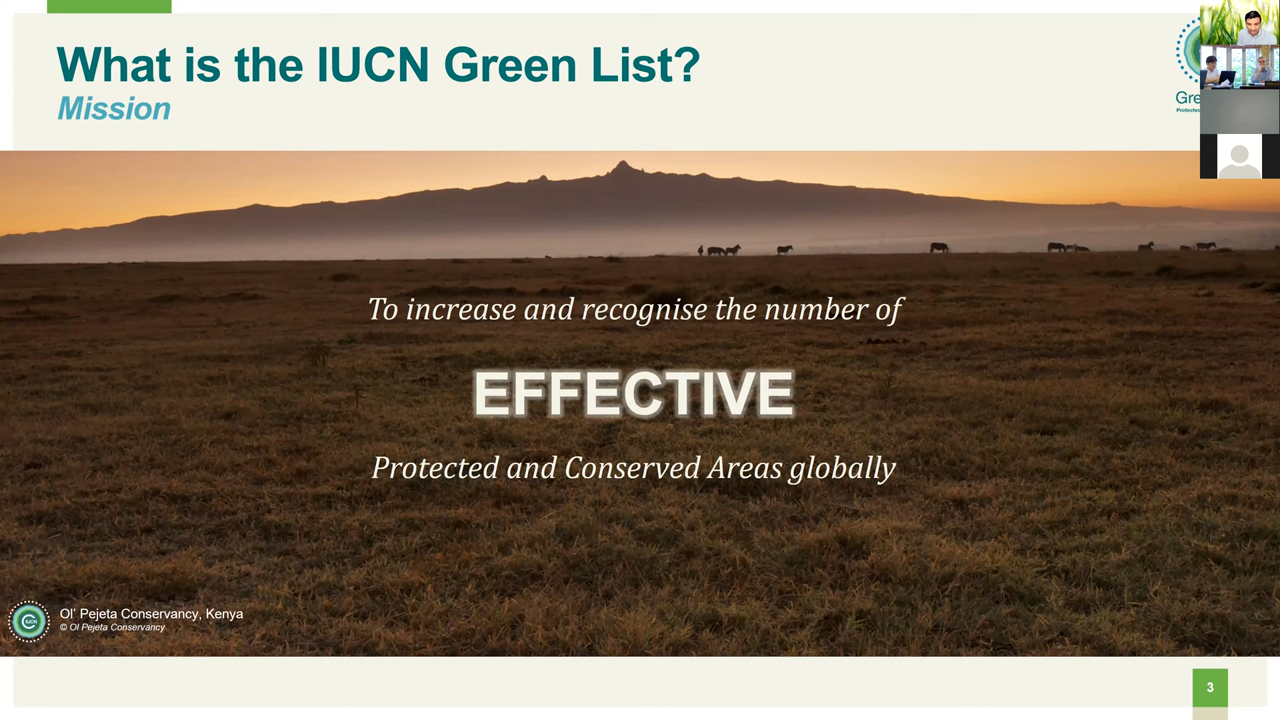 What is the IUCN Green List?
Mission
To increase and recognise the number of
EFFECTIVE
Protected and Conserved Areas globally
IUCN
Ol' Pejeta Conservancy, Kenya
© Ol Pejeta Conservancy
3